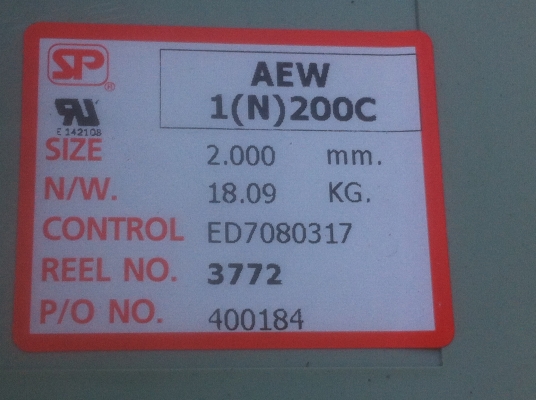 SP®
AEW
1(N)200C
E 142108
SIZE 2.000 mm.
N/W. 18.09 KG.
CONTROL ED7080317
REEL NO. 3772
P/O NO. 400184